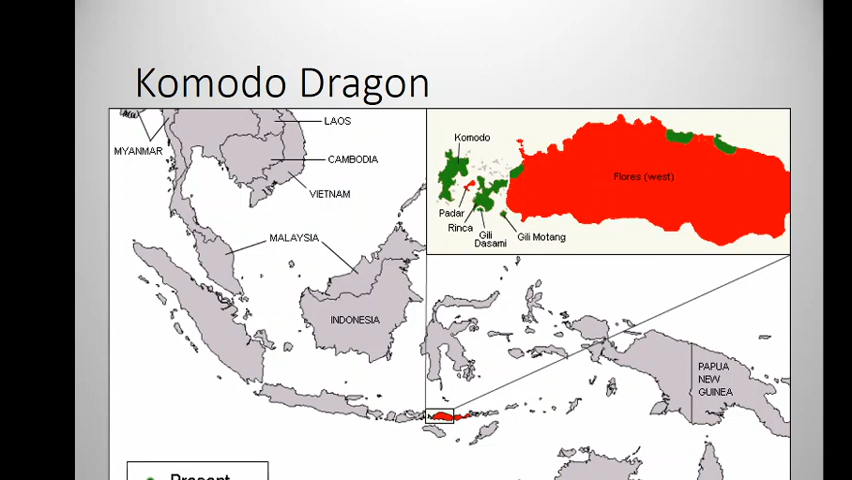 Komodo Dragon
LAOS
MYANMAR
CAMBODIA
VIETNAM
MALAYSIA
INDONESIA
Komodo
Flores (west)
Padar
Rinca
Gili
Dasami
Gili Motang
PAPUA
NEW
GUINEA
Present